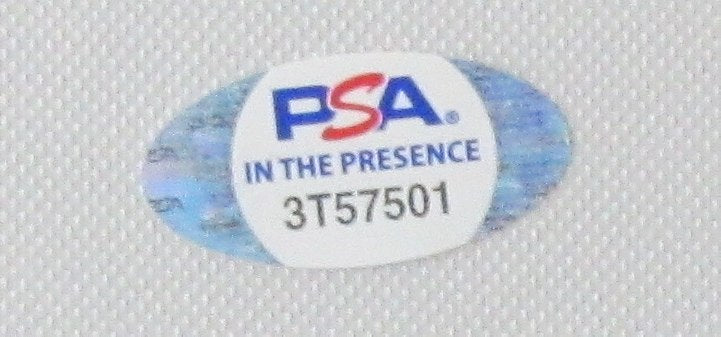 PSA®
IN THE PRESENCE
3T57501